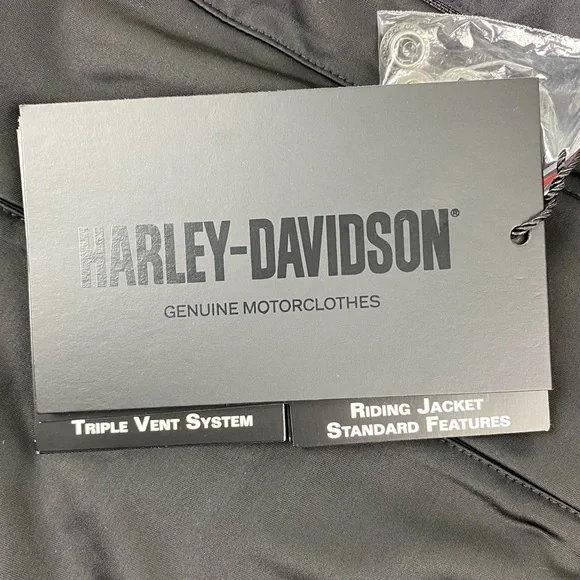 HARLEY-DAVIDSON®
GENUINE MOTORCLOTHES
TRIPLE VENT SYSTEM
RIDING JACKET
STANDARD FEATURES